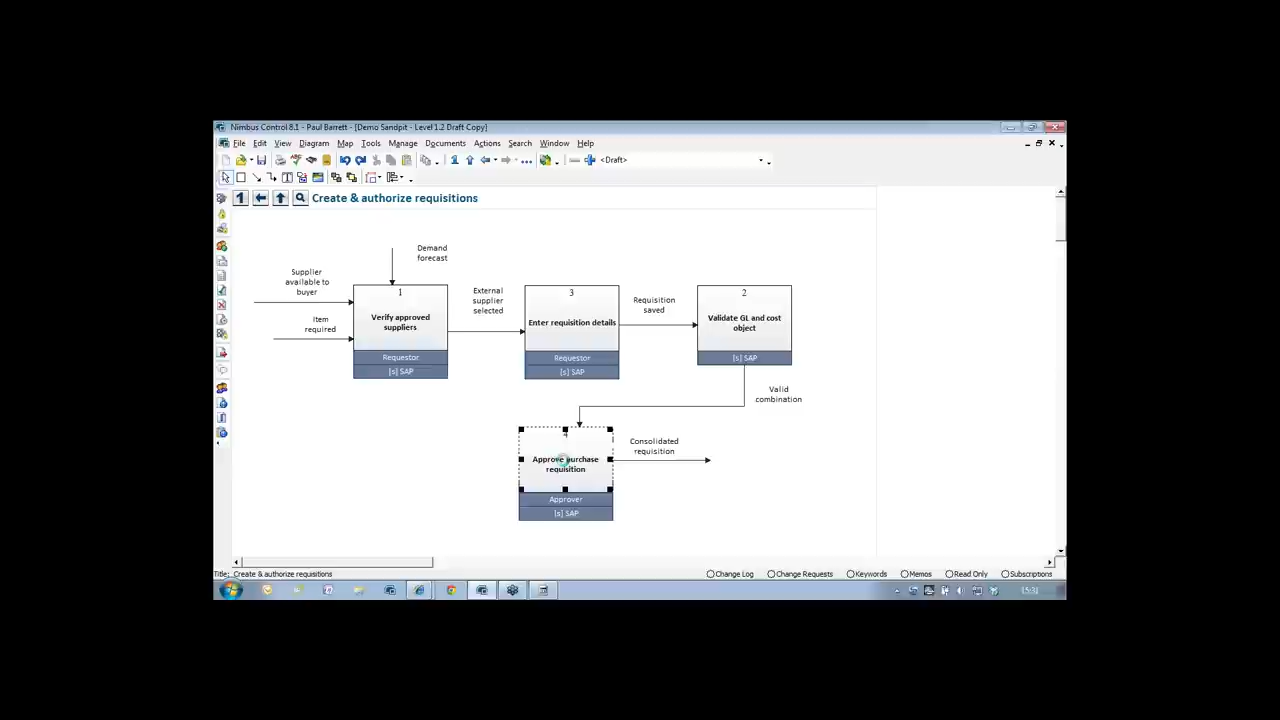 Nimbus Control 8.1 - Paul Barrett - [Demo Sandpit - Level 1.2 Draft Copy]
File Edit View Diagram Map Tools Manage Documents Actions Search Window Help
<Draft>
Create & authorize requisitions
Demand
forecast
Supplier
available to
buyer
Item
required
1
Verify approved
suppliers
Requestor
[s] SAP
External
supplier
selected
3
Enter requisition details
Requestor
[s] SAP
Requisition
saved
2
Validate GL and cost
object
[s] SAP
Valid
combination
4
Approve purchase
requisition
Approver
[s] SAP
Consolidated
requisition
Title: Create & authorize requisitions
Change Log Change Requests Keywords Memos Read Only Subscriptions